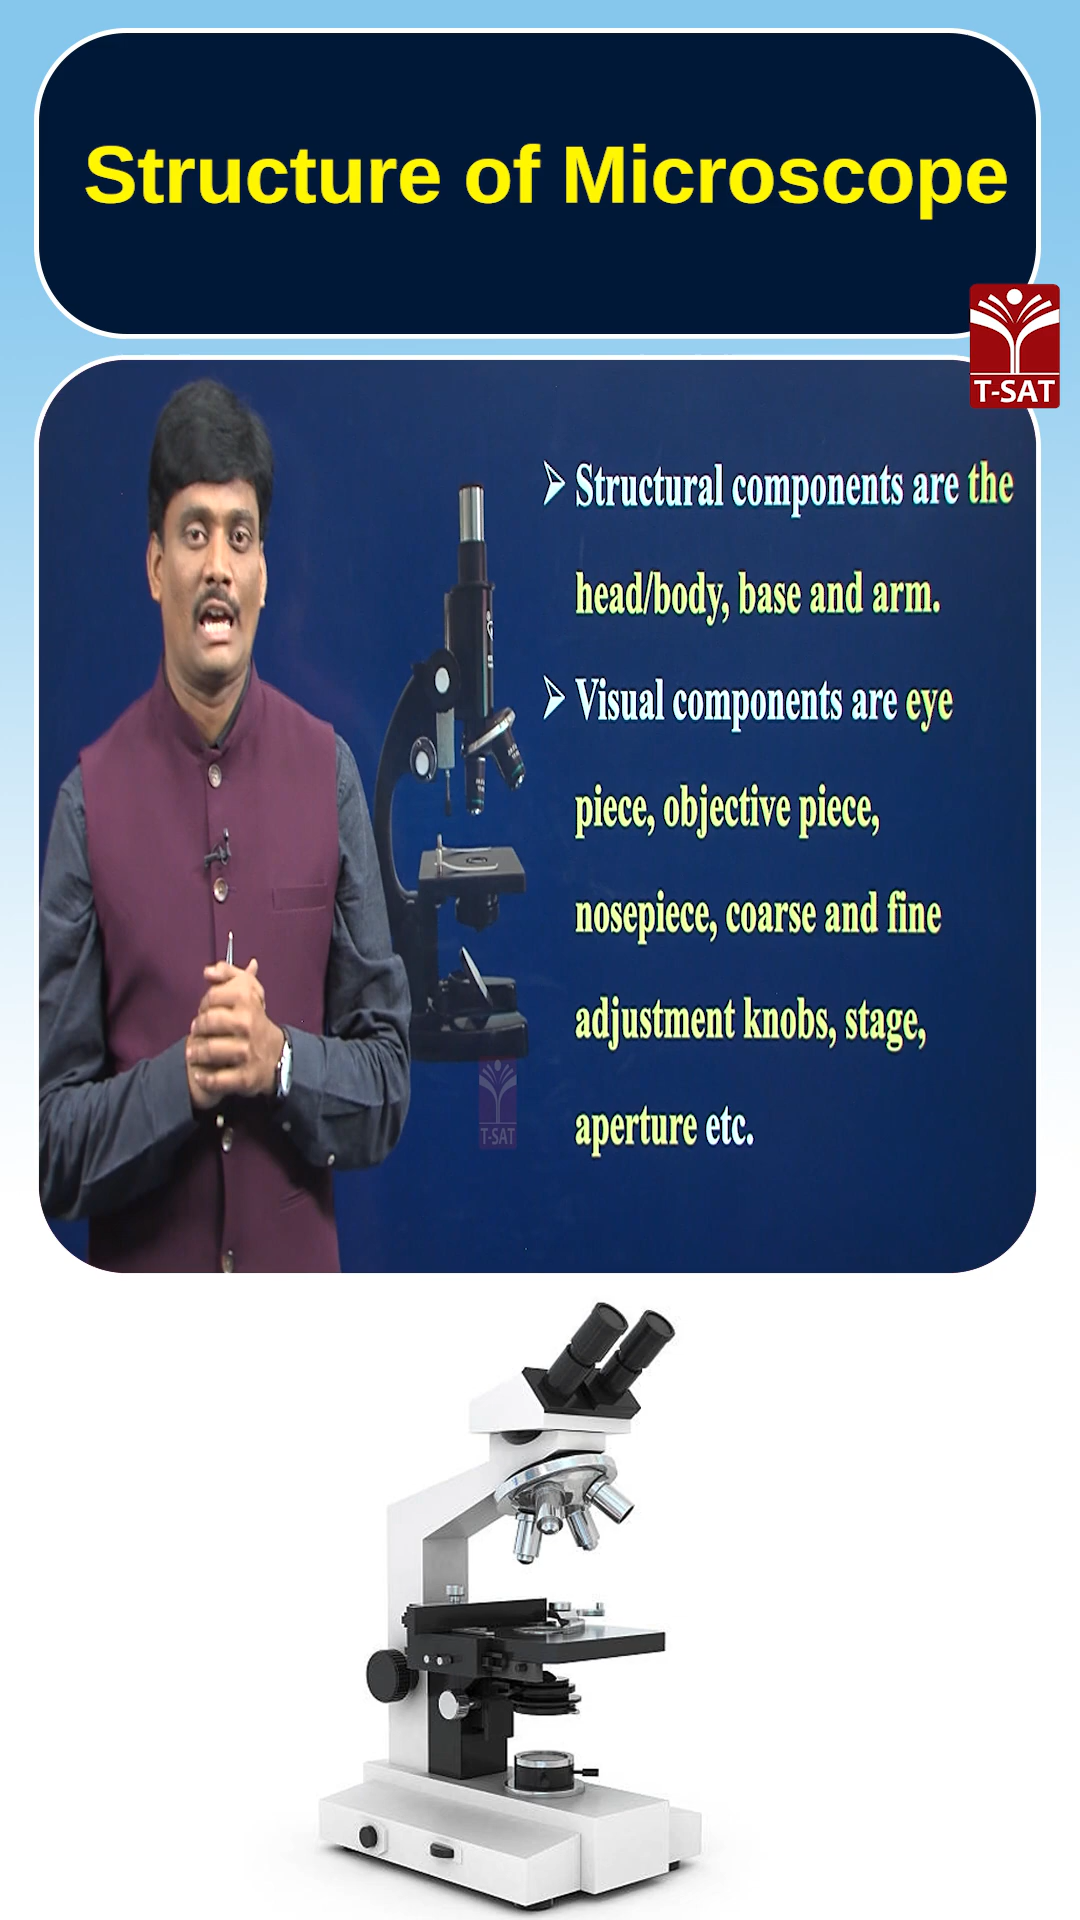 Structure of Microscope
T-SAT
➢ Structural components are the
head/body, base and arm.
➢ Visual components are eye
piece, objective piece,
nosepiece, coarse and fine
adjustment knobs, stage,
aperture etc.
T-SAT